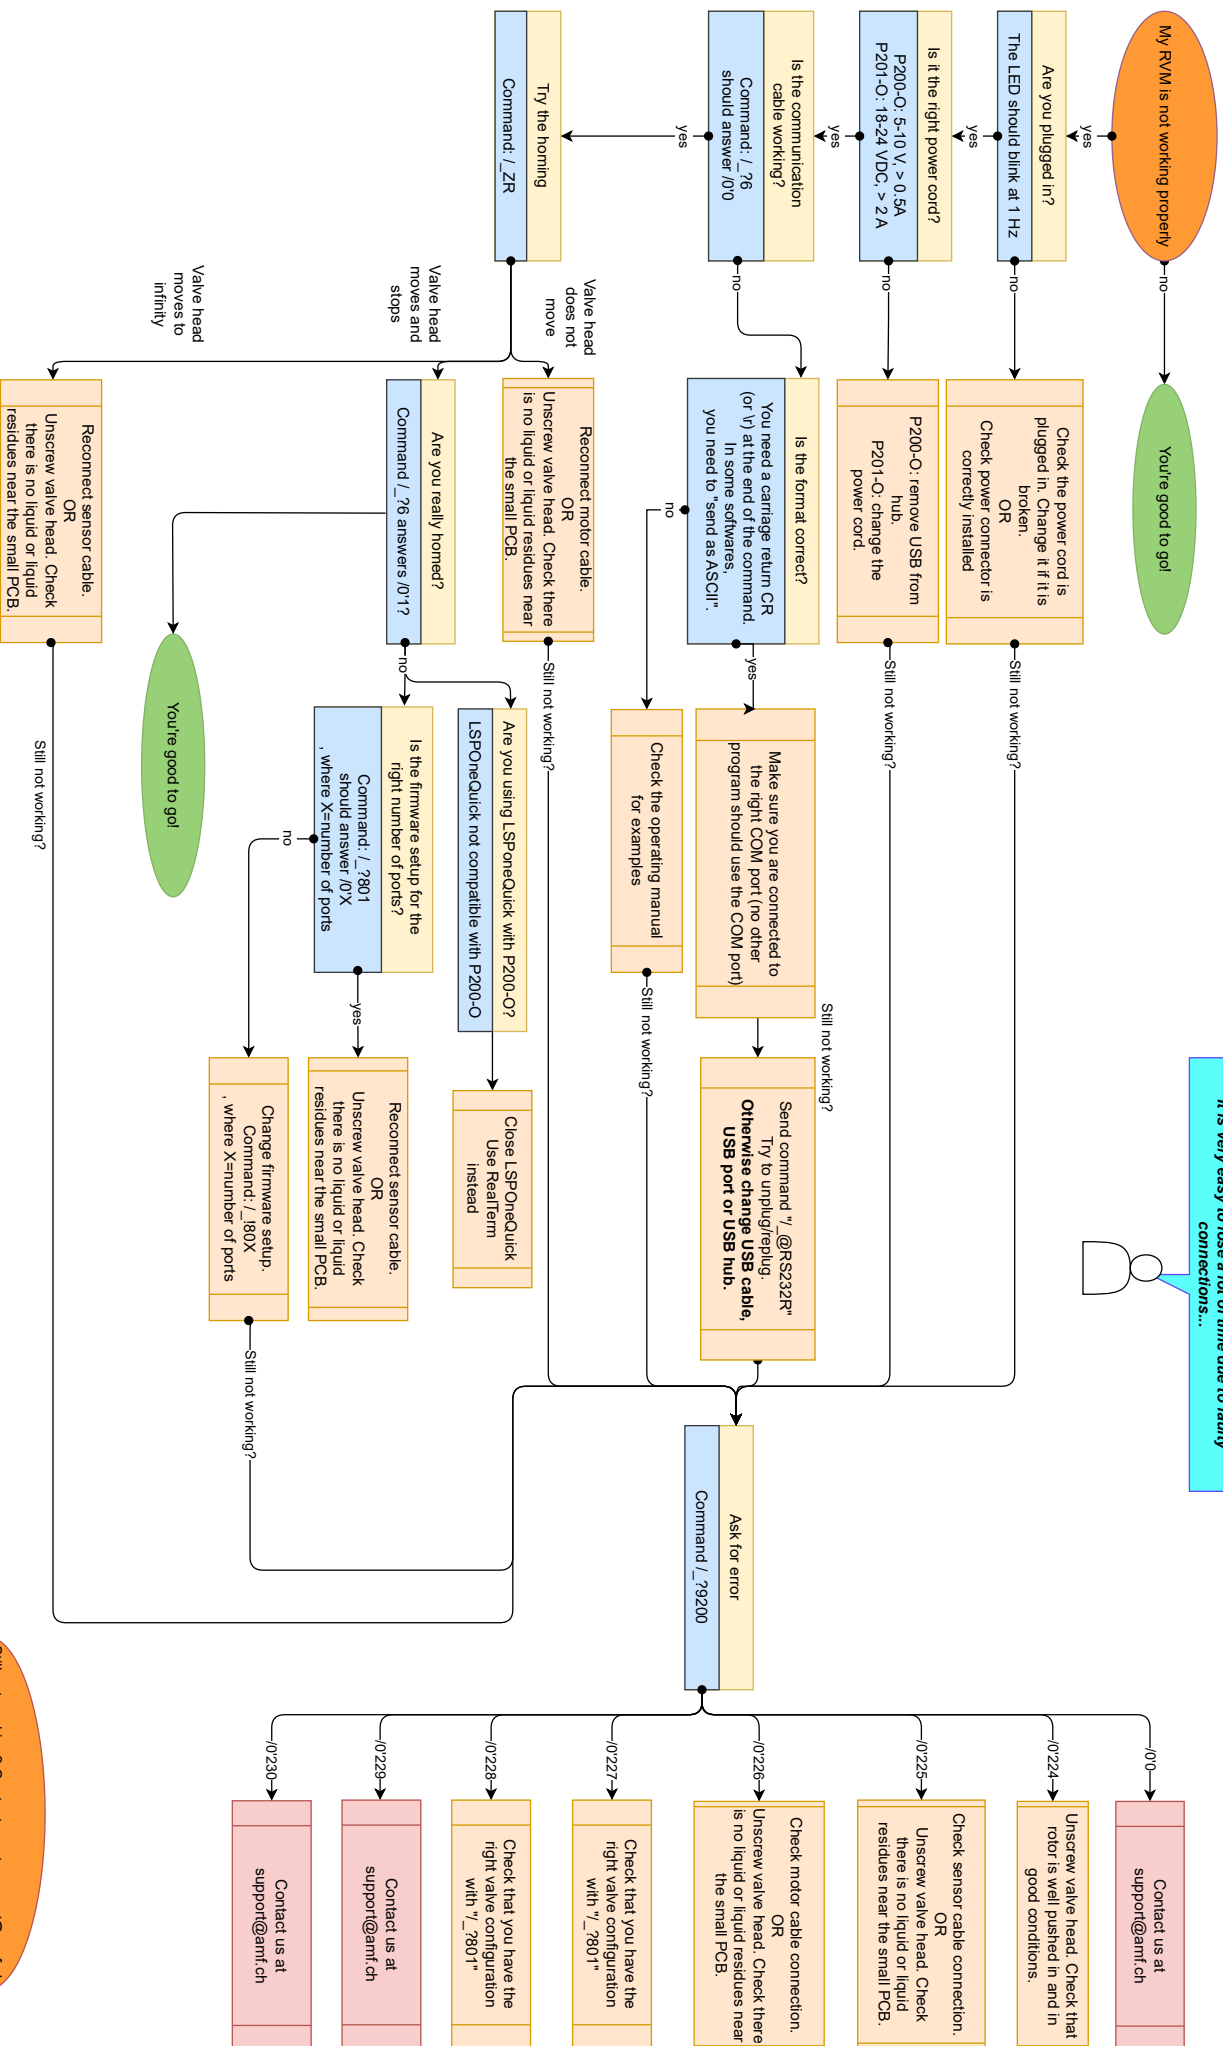 My RVM is not working properly
no
You're good to go!
yes
Are you plugged in?
The LED should blink at 1 Hz
no
Check the power cord is
plugged in. Change it if it is
broken.
OR
Check power connector is
correctly installed
Still not working?
yes
Is it the right power cord?
P200-O: 5-10 V, > 0.5A
P201-O: 18-24 VDC, > 2 A
no
P200-O: remove USB from
hub.
P201-O: change the
power cord.
Still not working?
yes
Is the communication
cable working?
Command: /_?6
should answer /0'0
no
Is the format correct?
You need a carriage return CR
(or \r) at the end of the command.
In some softwares,
you need to "send as ASCII".
yes
Make sure you are connected to
the right COM port (no other
program should use the COM port)
Still not working?
Send command "/_@RS232R"
Try to unplug/replug.
Otherwise change USB cable,
USB port or USB hub.
no
Check the operating manual
for examples
Still not working?
yes
Try the homing
Command: /_ZR
Valve head
does not
move
Reconnect motor cable.
OR
Unscrew valve head. Check there
is no liquid or liquid residues near
the small PCB.
Still not working?
Valve head
moves and
stops
Are you really homed?
Command /_?6 answers /0'1?
no
Are you using LSPoneQuick with P200-O?
LSPOneQuick not compatible with P200-O
Close LSPOneQuick
Use RealTerm
instead
Is the firmware setup for the
right number of ports?
Command: /_?801
should answer /0'X
, where X=number of ports
yes
Reconnect sensor cable.
OR
Unscrew valve head. Check
there is no liquid or liquid
residues near the small PCB.
no
Change firmware setup.
Command: /_!80X
, where X=number of ports
Still not working?
You're good to go!
Valve head
moves to
infinity
Reconnect sensor cable.
OR
Unscrew valve head. Check
there is no liquid or liquid
residues near the small PCB.
Still not working?
connections...
Ask for error
Command /_?9200
/0'0
Contact us at
support@amf.ch
/0'224
Unscrew valve head. Check that
rotor is well pushed in and in
good conditions.
/0'225
Check sensor cable connection.
OR
Unscrew valve head. Check
there is no liquid or liquid
residues near the small PCB.
/0'226
Check motor cable connection.
OR
Unscrew valve head. Check there
is no liquid or liquid residues near
the small PCB.
/0'227
Check that you have the
right valve configuration
with "/_?801"
/0'228
Check that you have the
right valve configuration
with "/_?801"
/0'229
Contact us at
support@amf.ch
/0'230
Contact us at
support@amf.ch